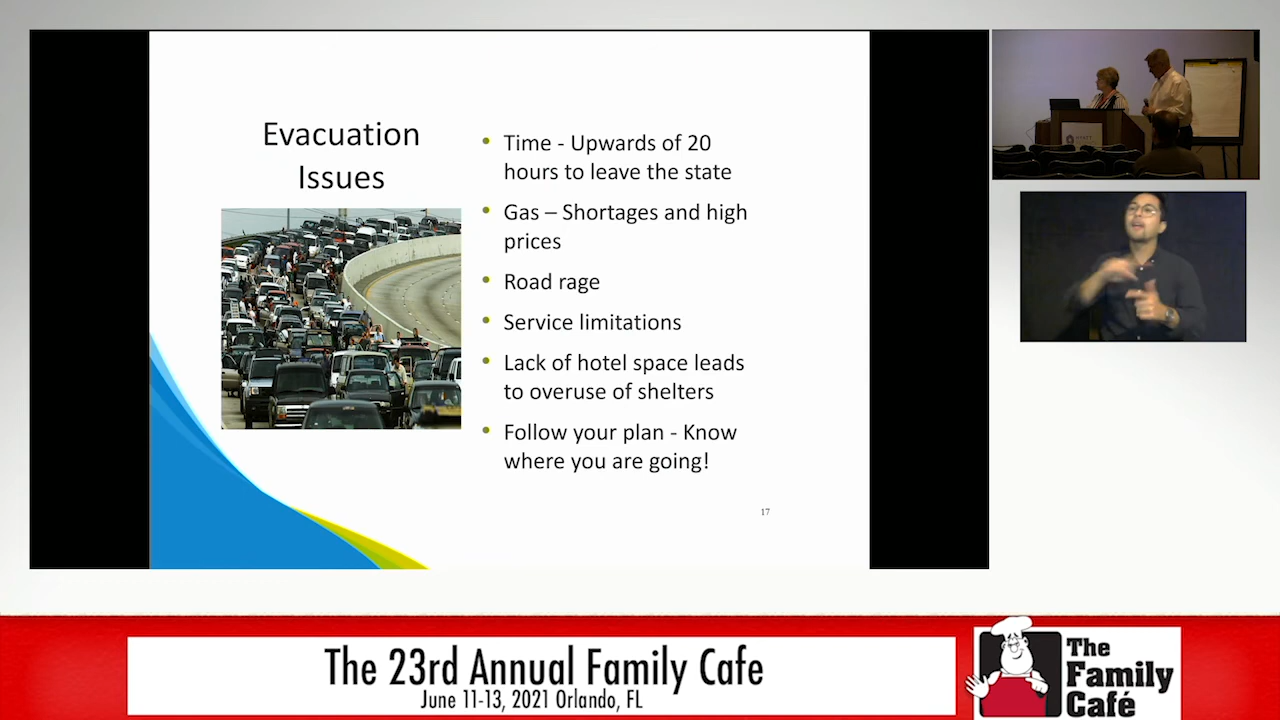 Evacuation
Issues
• Time - Upwards of 20
hours to leave the state
• Gas – Shortages and high
prices
• Road rage
• Service limitations
• Lack of hotel space leads
to overuse of shelters
• Follow your plan - Know
where you are going!
17
The 23rd Annual Family Cafe
June 11-13, 2021 Orlando, FL
The
Family
Café